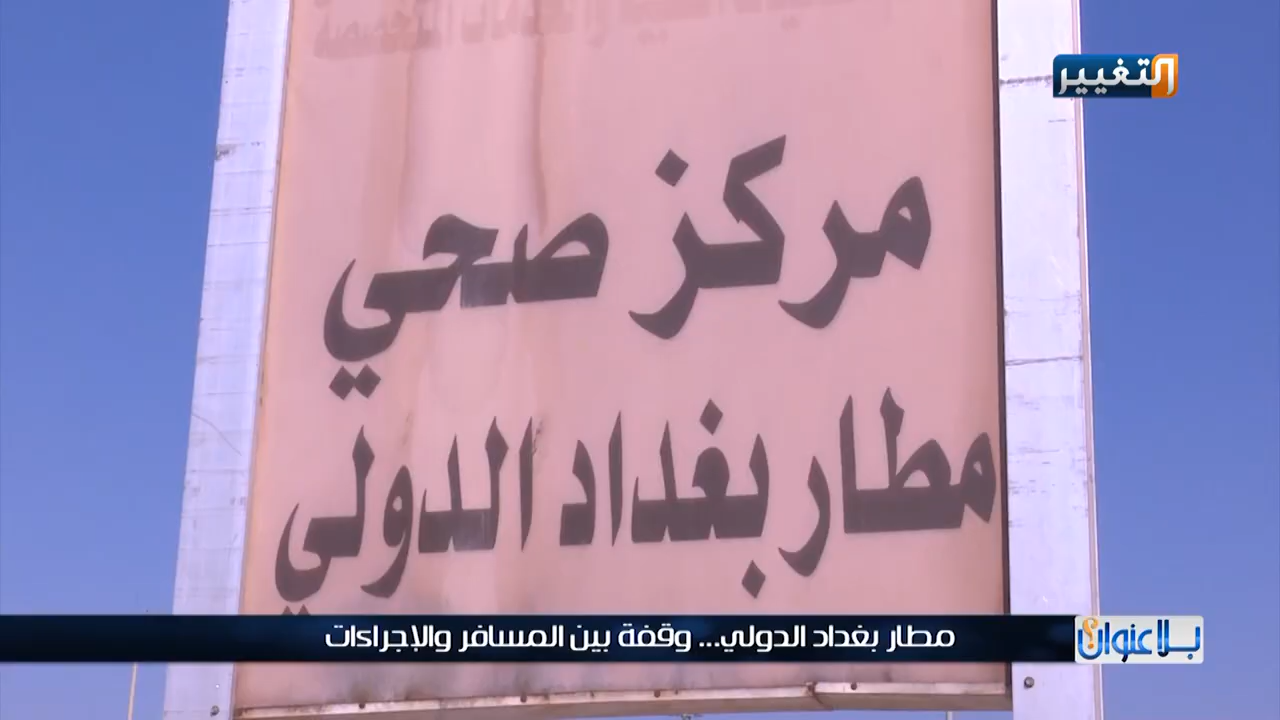 التغيير
مركز صحي
مطار بغداد الدولي
مطار بغداد الدولي... وقفة بين المسافر والإجراءات
بلا عنوان